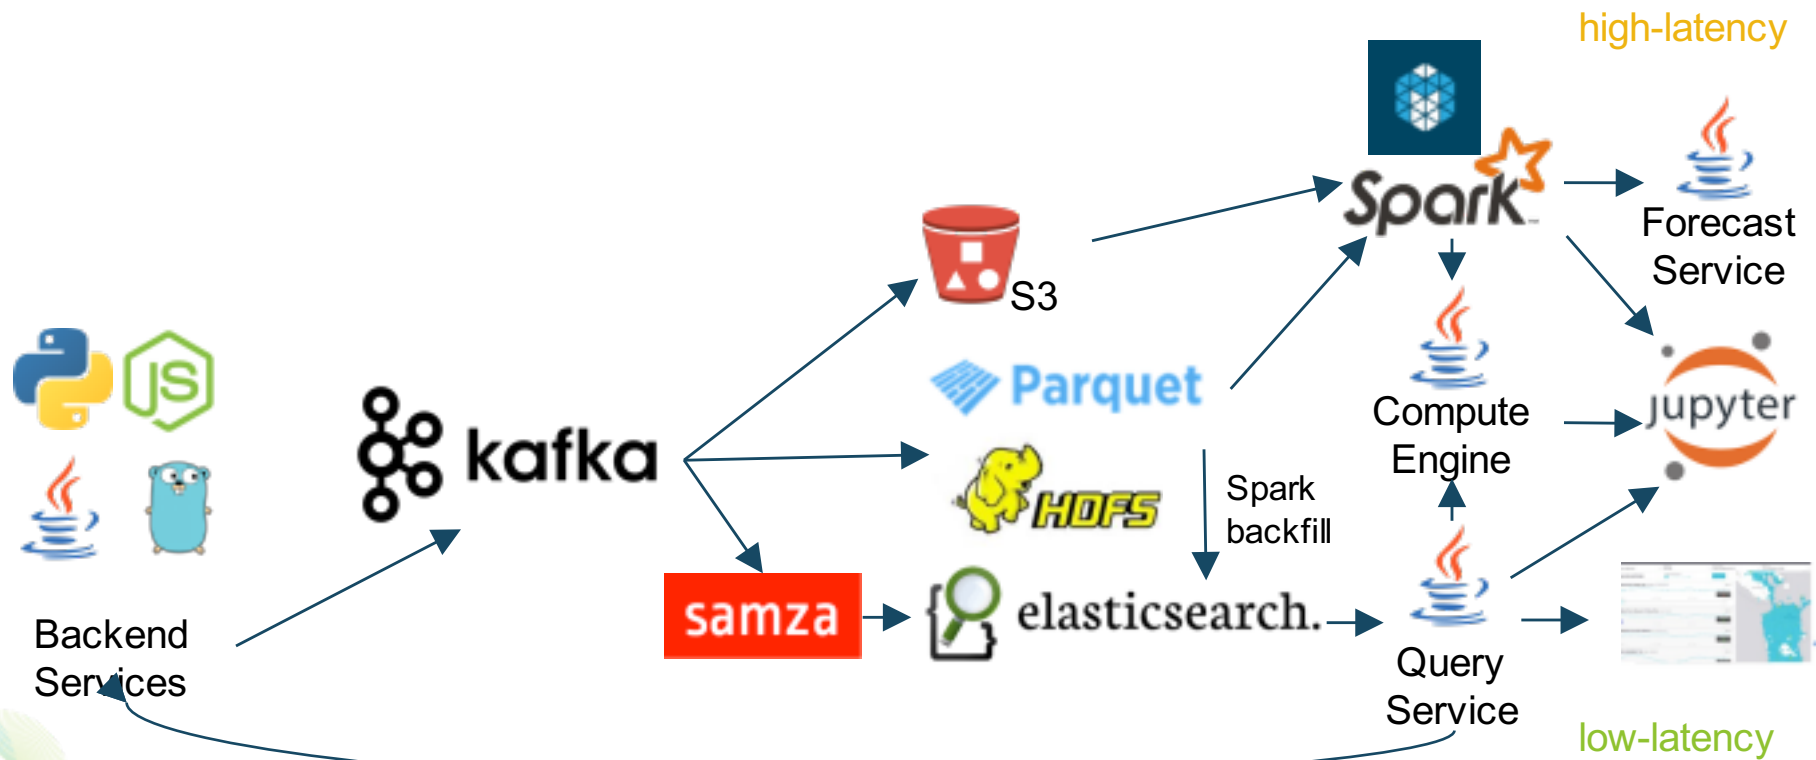 high-latency
Spark
Forecast
Service
S3
JS
Parquet
kafka
Compute
Engine
jupyter
HDFS
Spark
backfill
samza
elasticsearch.
Backend
Services
Query
Service
low-latency